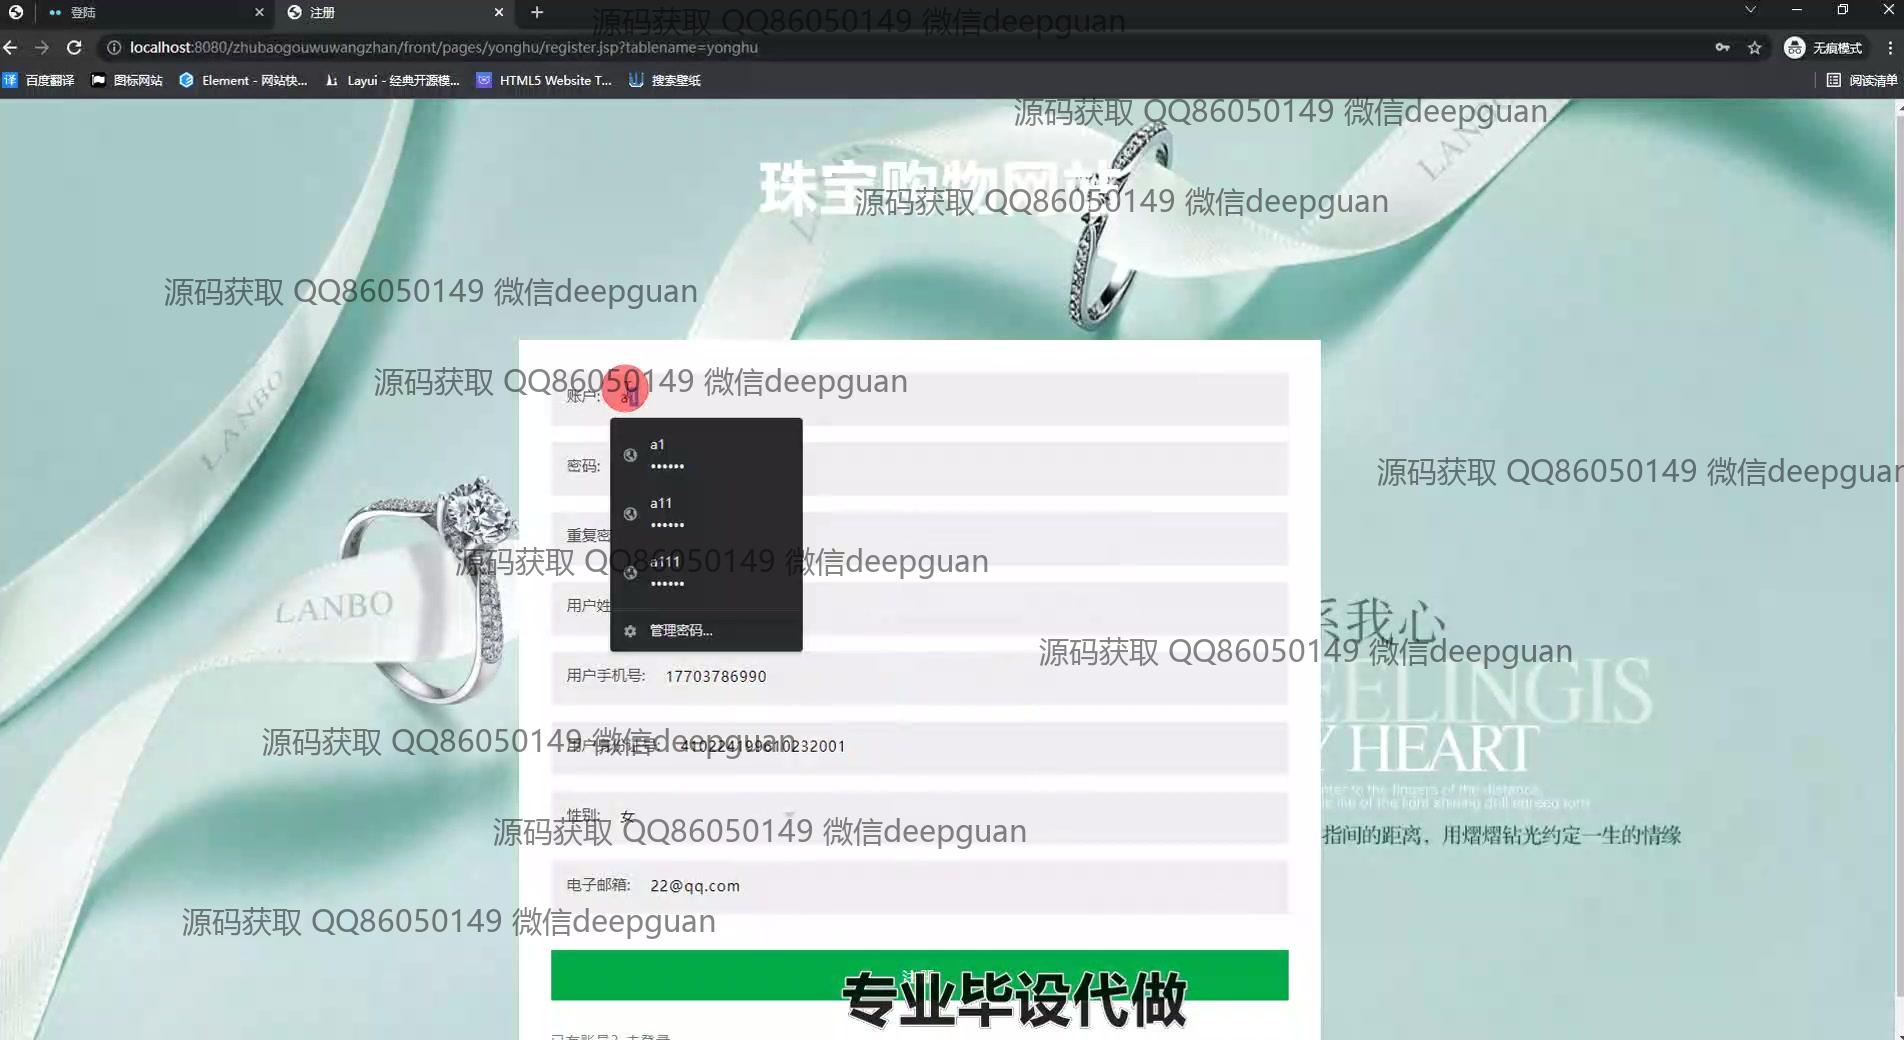 登陆
注册
localhost:8080/zhubaogouwuwangzhan/front/pages/yonghu/register.jsp?tablename=yonghu
无痕模式
百度翻译
图标网站
Element - 网站快...
Layui - 经典开源模...
HTML5 Website T...
搜索壁纸
阅读清单
源码获取 QQ86050149 微信deepguan
源码获取 QQ86050149 微信deepguan
LANBO
珠宝购物网站
源码获取 QQ86050149 微信deepguan
源码获取 QQ86050149 微信deepguan
源码获取 QQ86050149 微信deepguan
账户:
LANBO
a1
密码:
源码获取 QQ86050149 微信deepguan
a11
重复密
源码获取 QQ86050149 微信deepguan
a111
LANBO
用户姓
管理密码...
系我心
源码获取 QQ86050149 微信deepguan
用户手机号: 17703786990
EELINGIS
源码获取 QQ86050149 微信deepguan
用户身份证号: 410224199610232001
Y HEART
性别: 女
源码获取 QQ86050149 微信deepguan
指间的距离，用熠熠钻光约定一生的情缘
电子邮箱: 22@qq.com
源码获取 QQ86050149 微信deepguan
注册
专业毕设代做